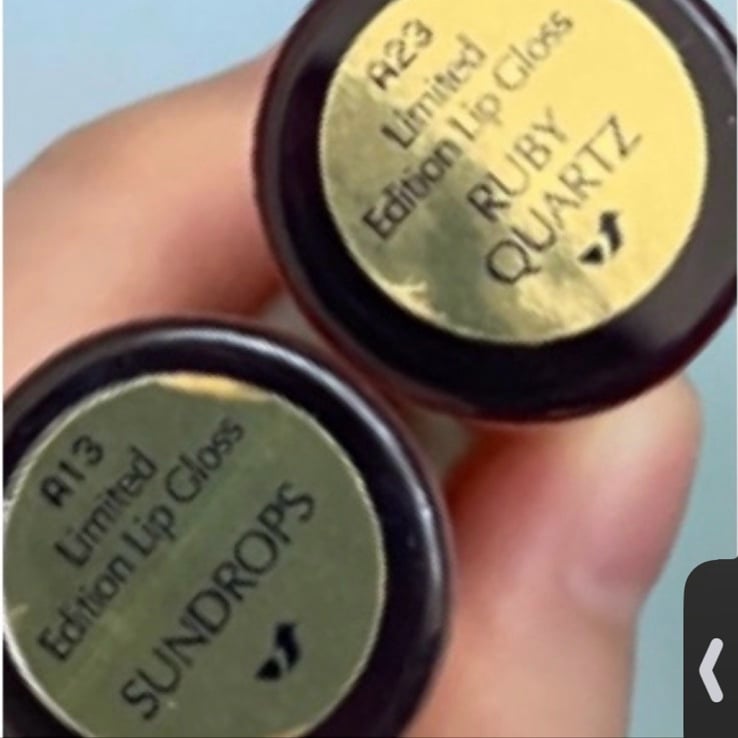 A23
Limited
Edition Lip Gloss
RUBY
QUARTZ
A13
Limited
Edition Lip Gloss
SUNDROPS